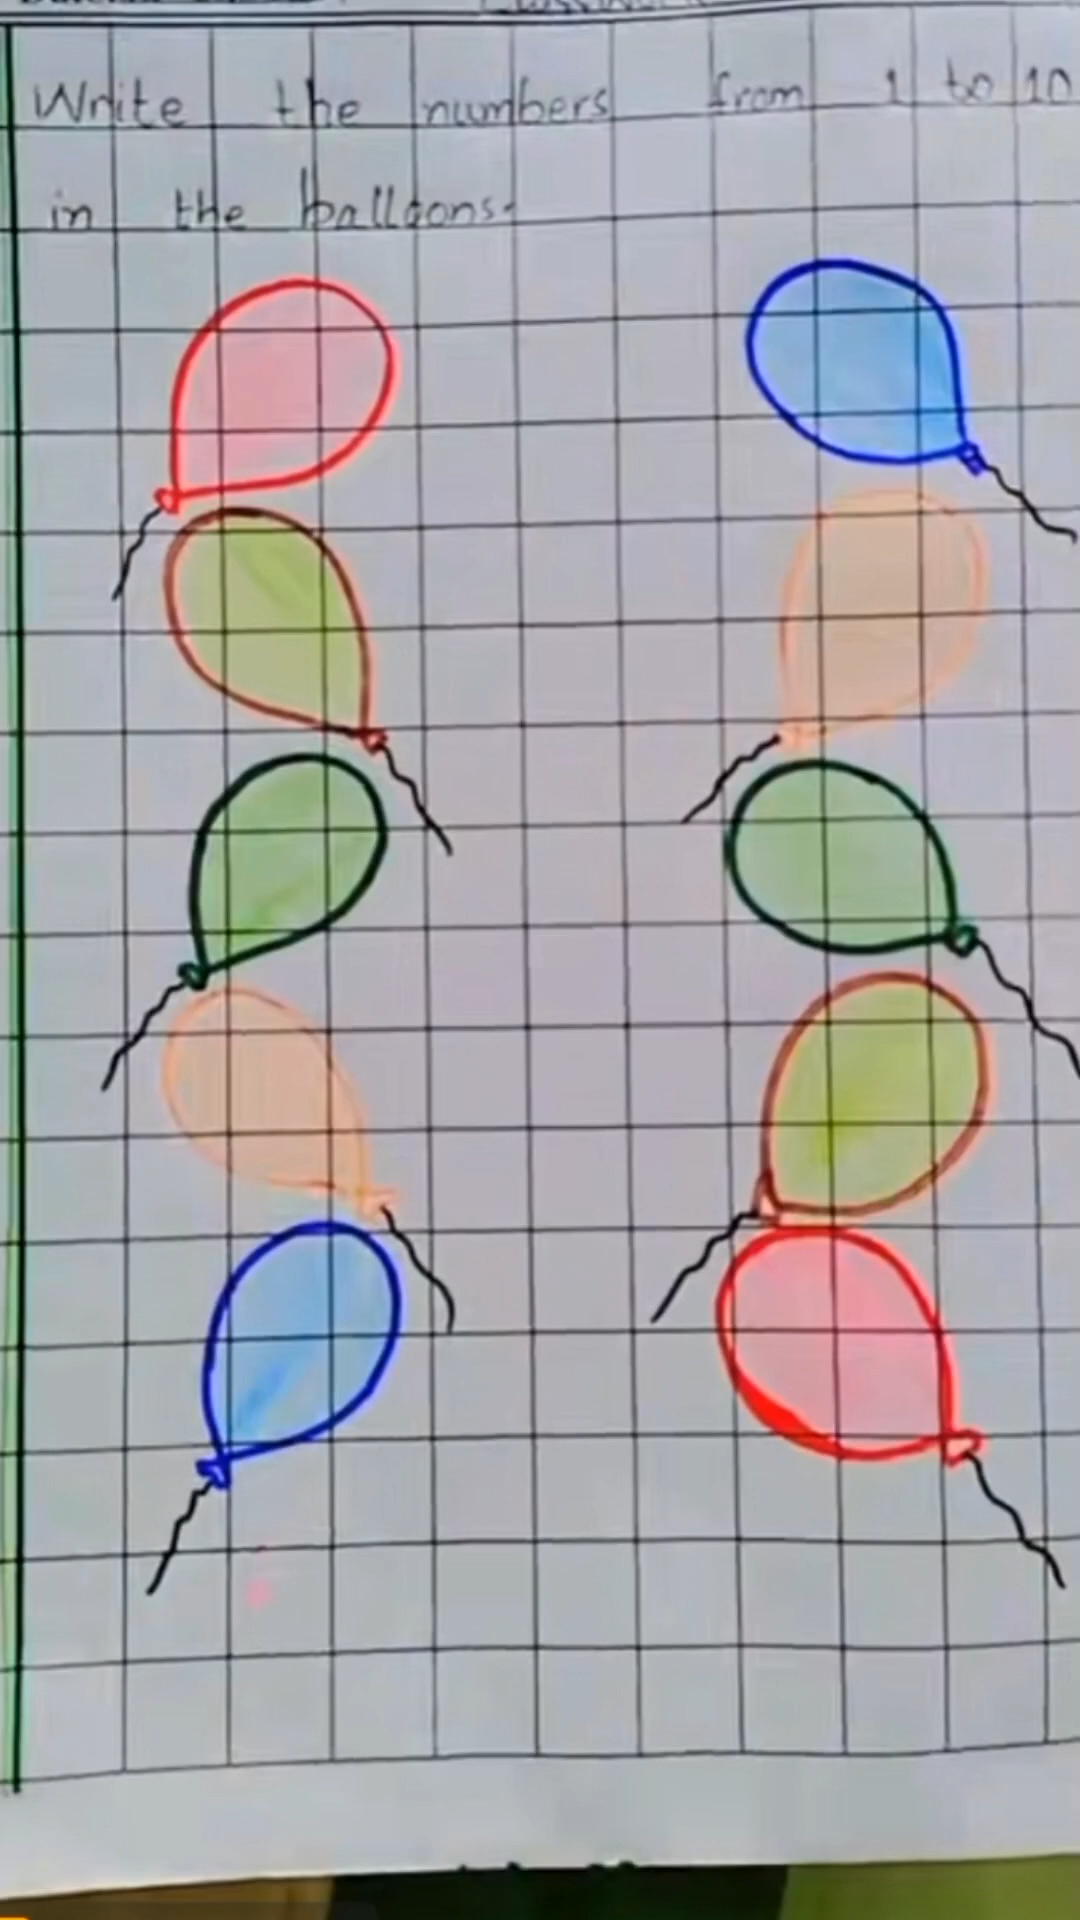 Write the numbers from 1 to 10
in the balloons.